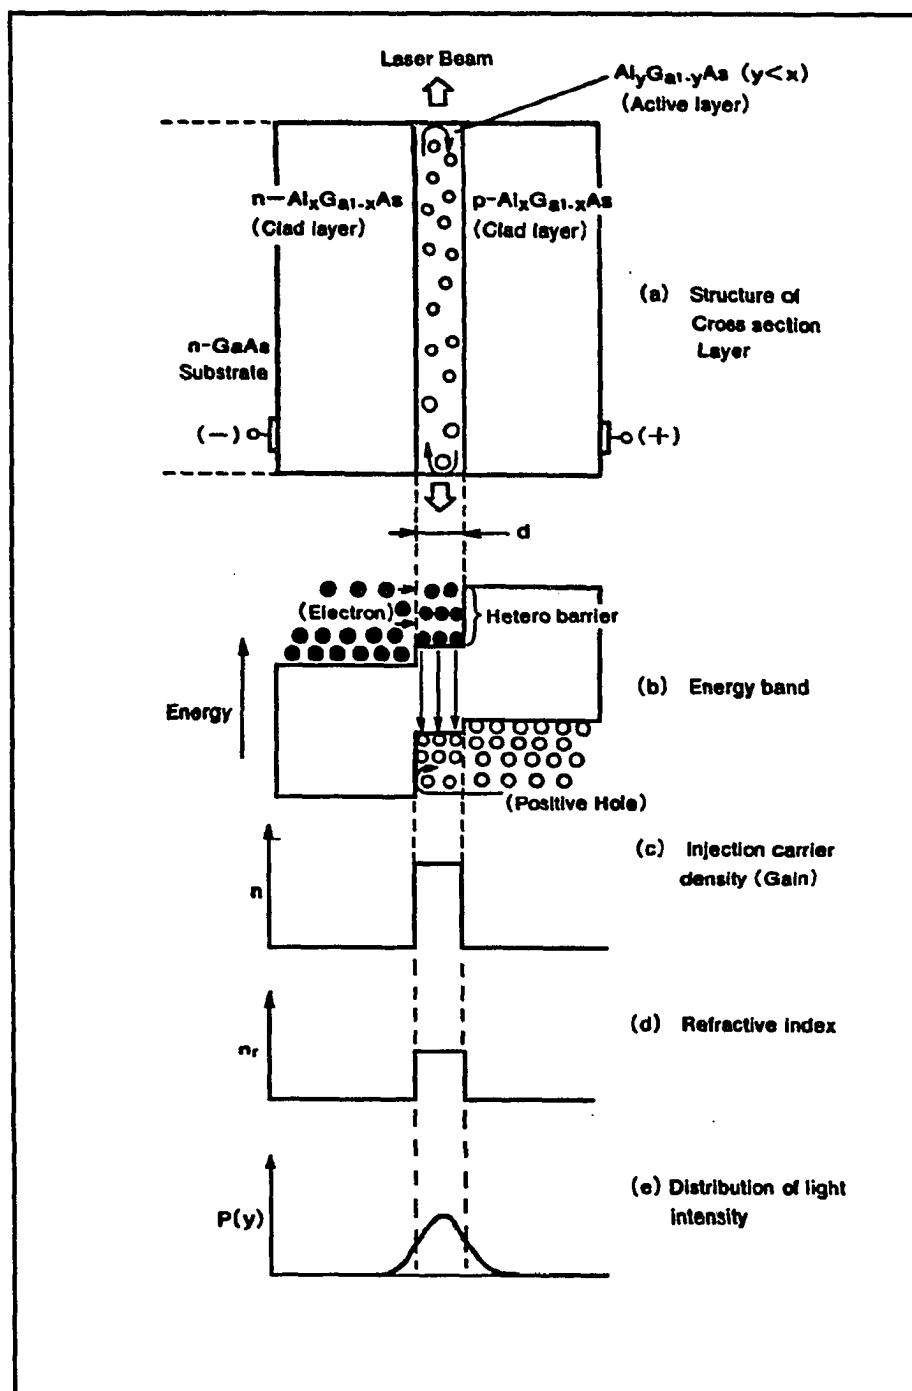 Laser Beam
AlyGa1-yAs (y<x)
(Active layer)
n-AlxGa1-xAs
(Clad layer)
p-AlxGa1-xAs
(Clad layer)
(a) Structure of
Cross section
Layer
n-GaAs
Substrate
(-)
(+)
d
(Electron)
Hetero barrier
Energy
(b) Energy band
(Positive Hole)
(c) Injection carrier
density (Gain)
n
(d) Refractive index
nr
(e) Distribution of light
intensity
P(y)